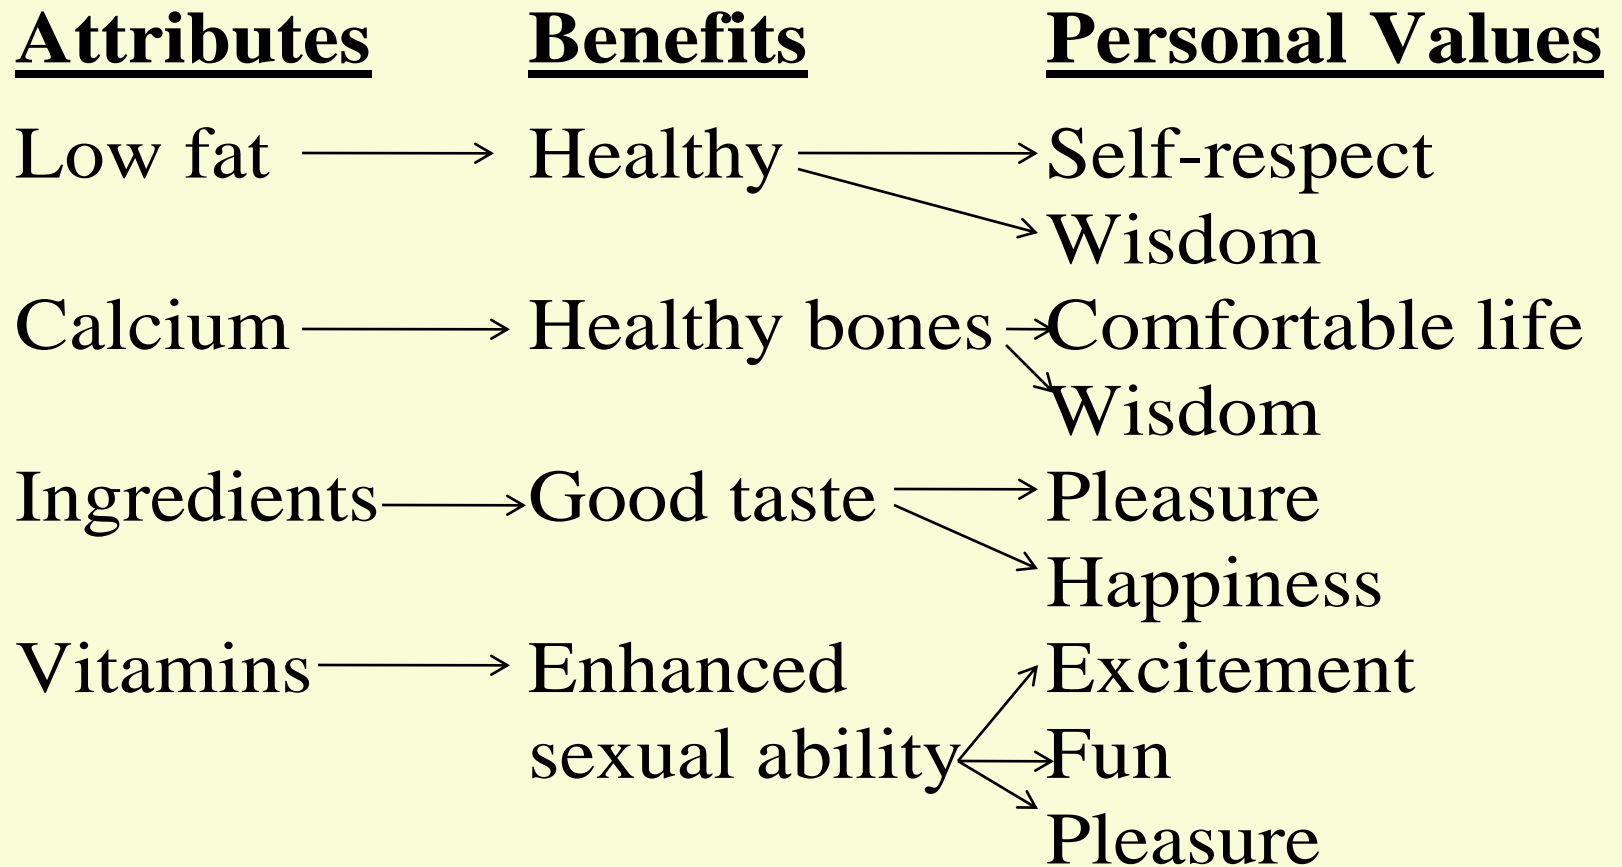 Attributes Benefits Personal Values
Low fat Healthy Self-respect
Wisdom
Calcium Healthy bones Comfortable life
Wisdom
Ingredients Good taste Pleasure
Happiness
Vitamins Enhanced Excitement
sexual ability Fun
Pleasure